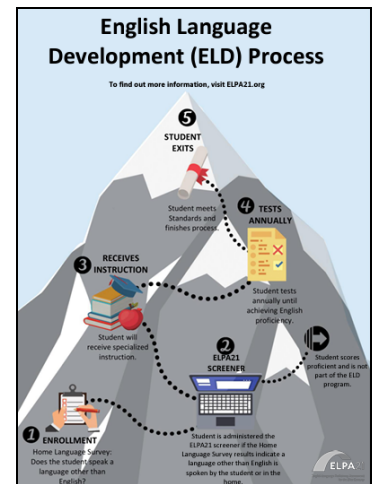 English Language
Development (ELD) Process
To find out more information, visit ELPA21.org
5
STUDENT
EXITS
Student meets
Standards and
finishes process.
4 TESTS
ANNUALLY
Student tests
annually until
achieving English
proficiency.
3 RECEIVES
INSTRUCTION
Student will
receive specialized
instruction.
2
ELPA21
SCREENER
Student is administered the
ELPA21 screener if the Home
Language Survey results indicate a
language other than English is
spoken by the student or in the
home.
Student scores
proficient and is not
part of the ELD
program.
1 ENROLLMENT
Home Language Survey:
Does the student speak a
language other than
English?
ELPA21